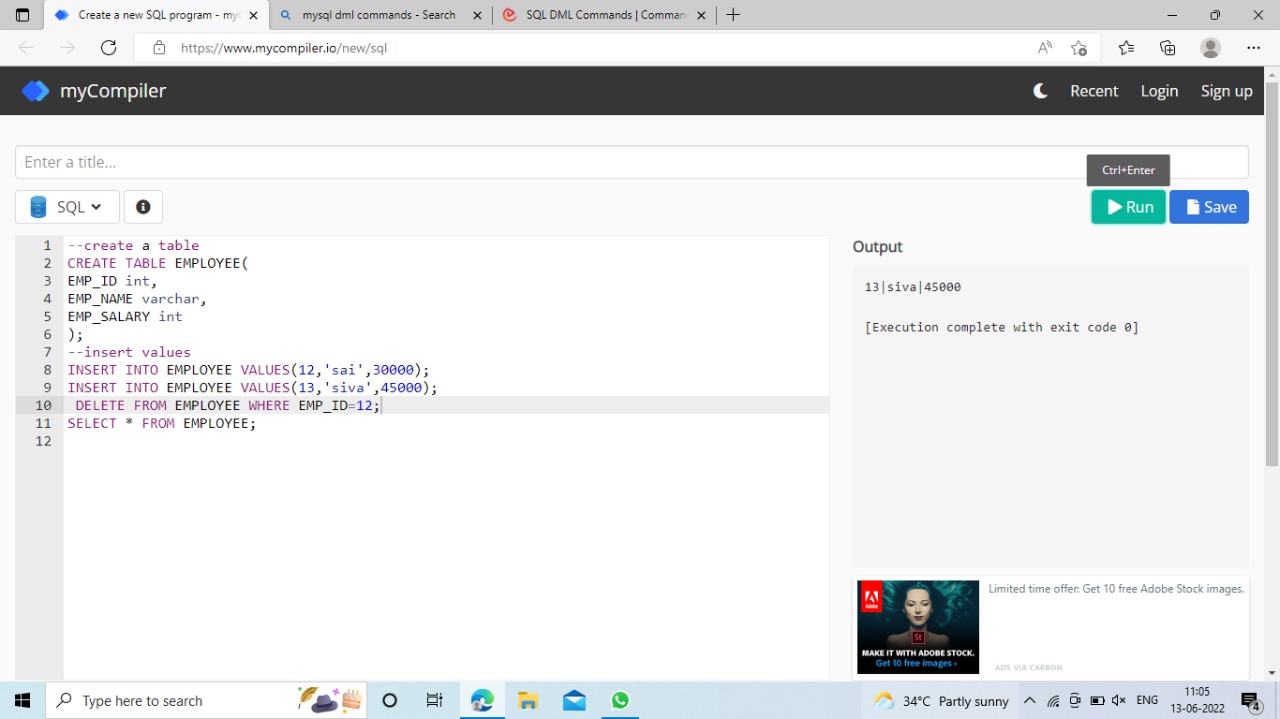 Create a new SQL program - my
mysql dml commands - Search
SQL DML Commands | Comman
https://www.mycompiler.io/new/sql
myCompiler
Recent
Login
Sign up
Enter a title...
Ctrl+Enter
SQL
Run
Save
1 --create a table
2 CREATE TABLE EMPLOYEE(
3 EMP_ID int,
4 EMP_NAME varchar,
5 EMP_SALARY int
6 );
7 --insert values
8 INSERT INTO EMPLOYEE VALUES(12,'sai',30000);
9 INSERT INTO EMPLOYEE VALUES(13,'siva',45000);
10 DELETE FROM EMPLOYEE WHERE EMP_ID=12;
11 SELECT * FROM EMPLOYEE;
12
Output
13|siva|45000
[Execution complete with exit code 0]
Adobe
St
MAKE IT WITH ADOBE STOCK.
Get 10 free images ›
Limited time offer: Get 10 free Adobe Stock images.
ADS VIA CARBON
Type here to search
34°C Partly sunny
ENG
11:05
13-06-2022
4